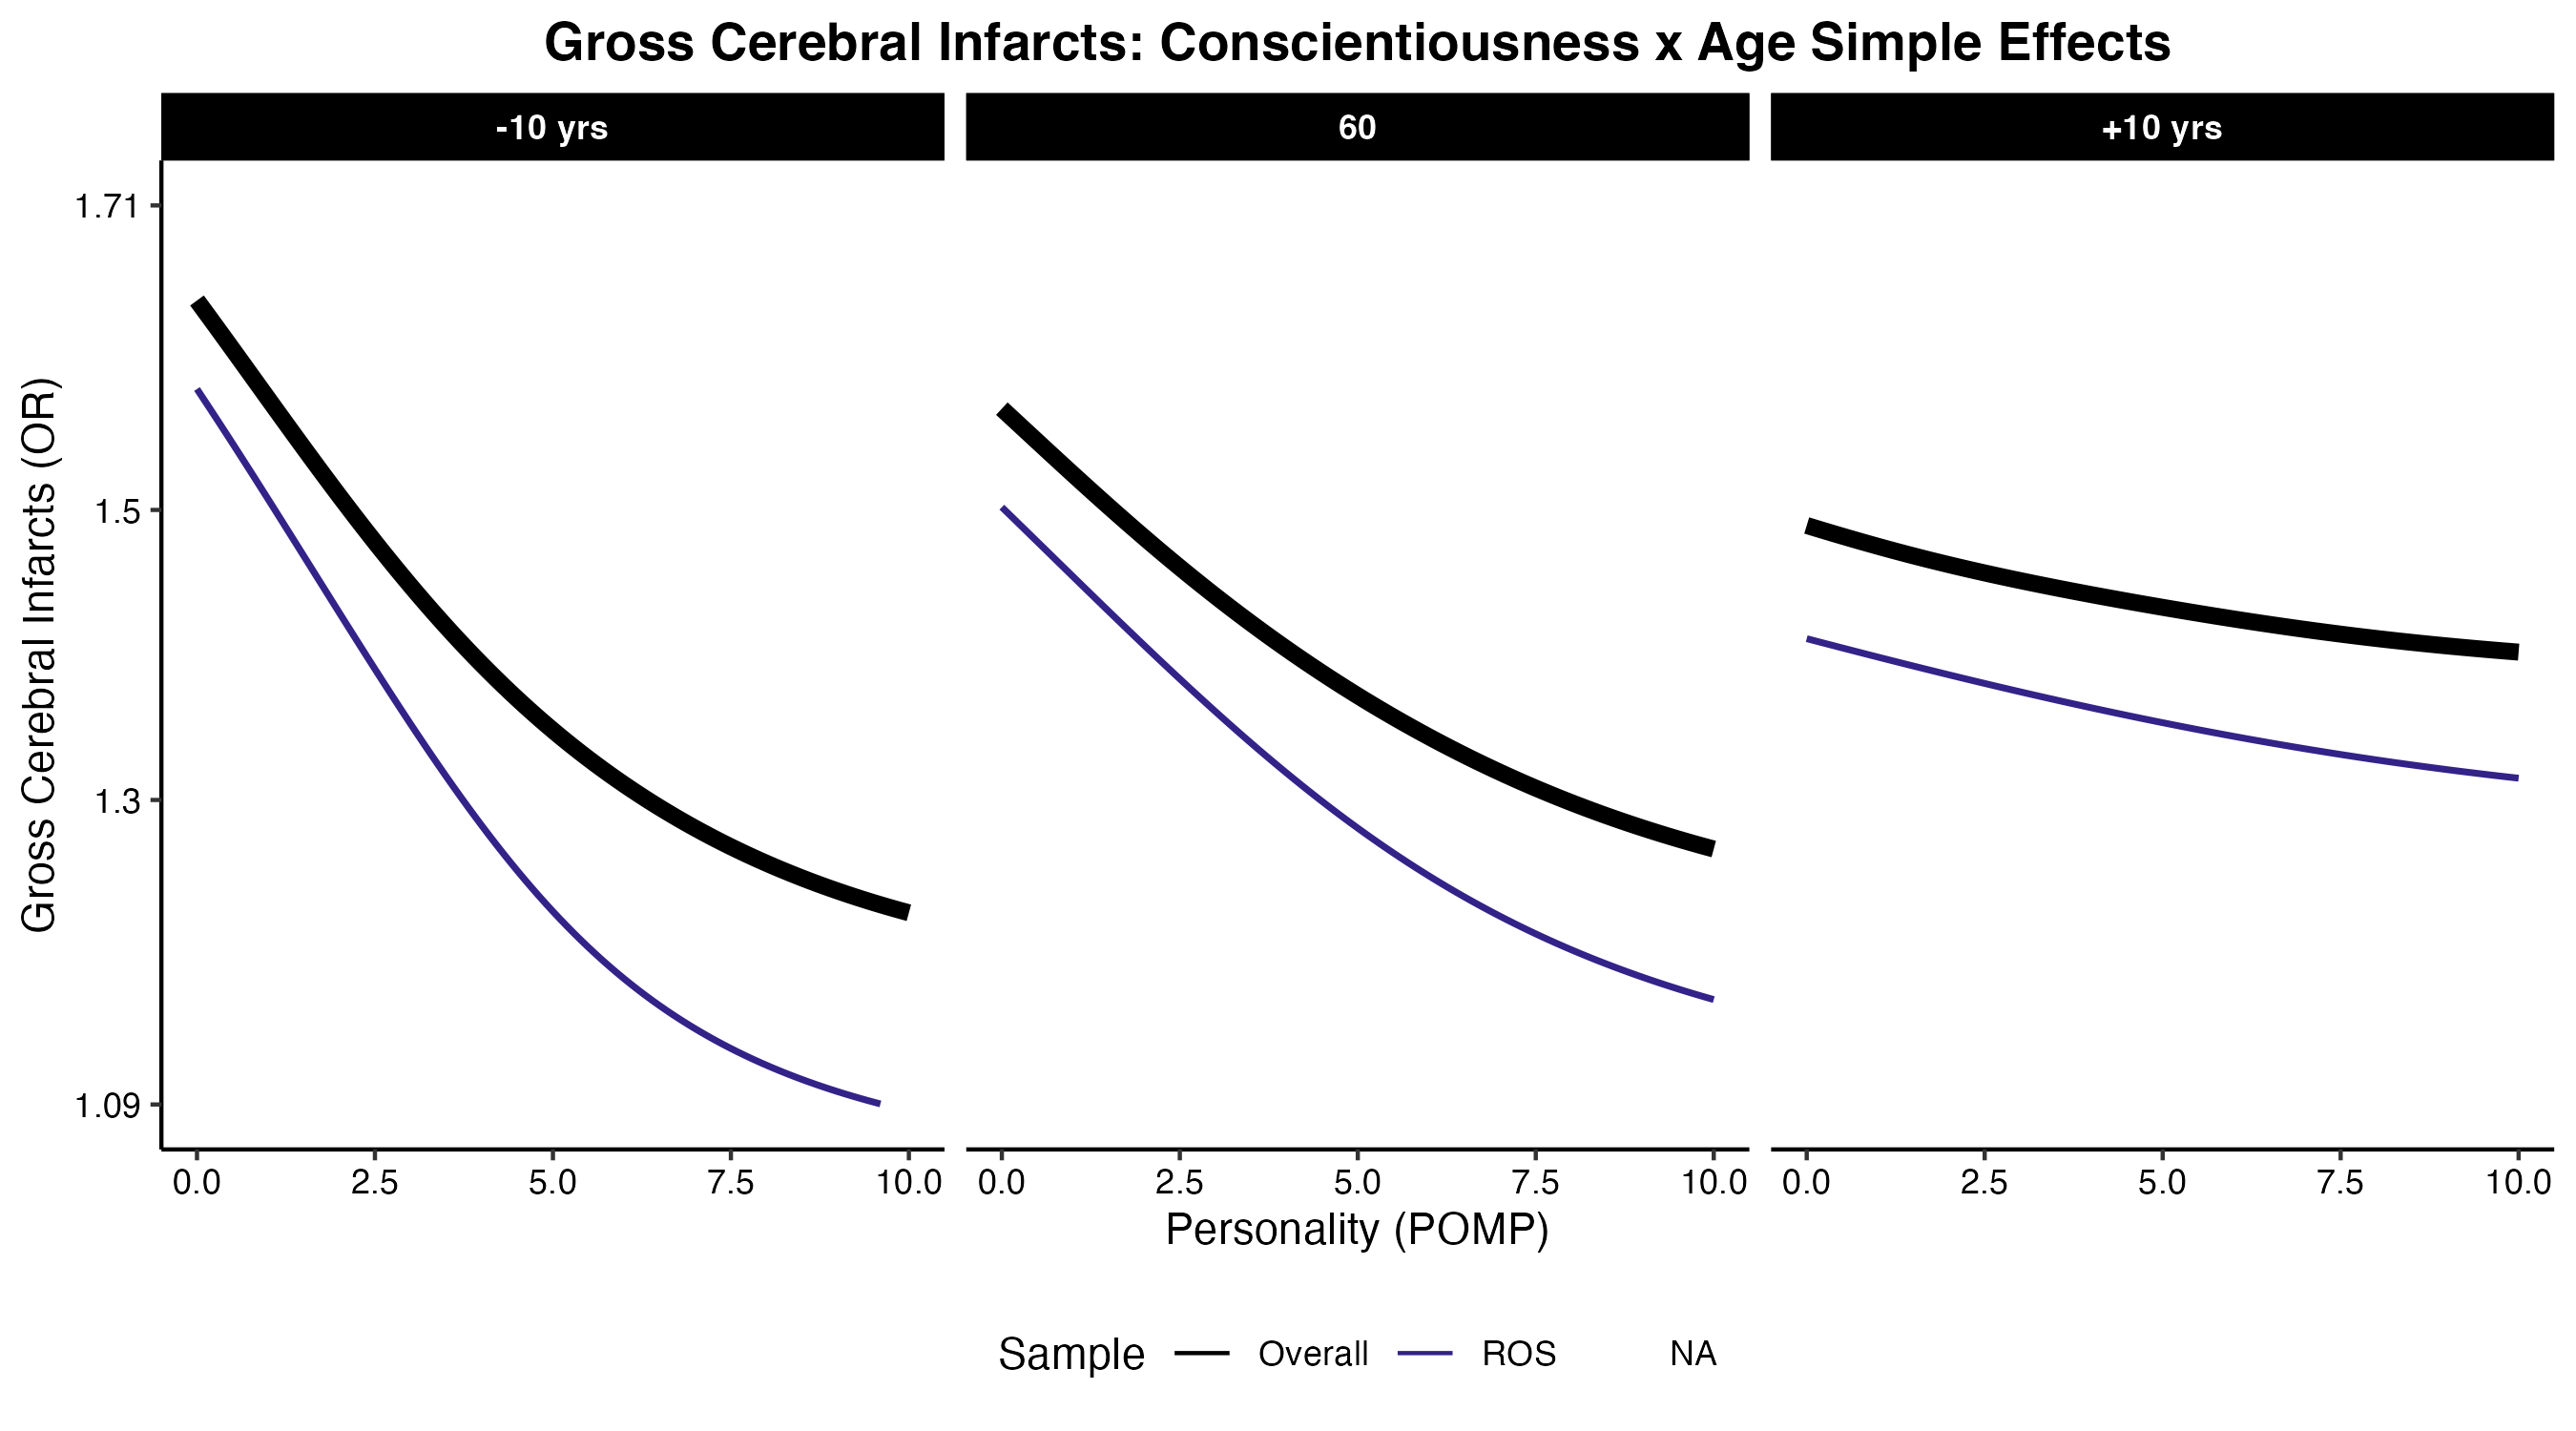 Gross Cerebral Infarcts: Conscientiousness x Age Simple Effects
-10 yrs
60
+10 yrs
Gross Cerebral Infarcts (OR)
1.71
1.5
1.3
1.09
0.0 2.5 5.0 7.5 10.0
0.0 2.5 5.0 7.5 10.0
0.0 2.5 5.0 7.5 10.0
Personality (POMP)
Sample Overall ROS NA